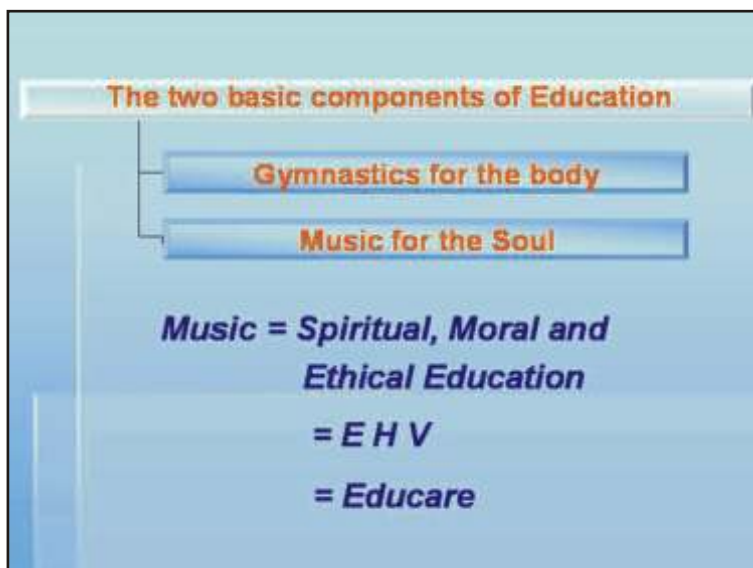 The two basic components of Education
Gymnastics for the body
Music for the Soul
Music = Spiritual, Moral and
Ethical Education
= E H V
= Educare